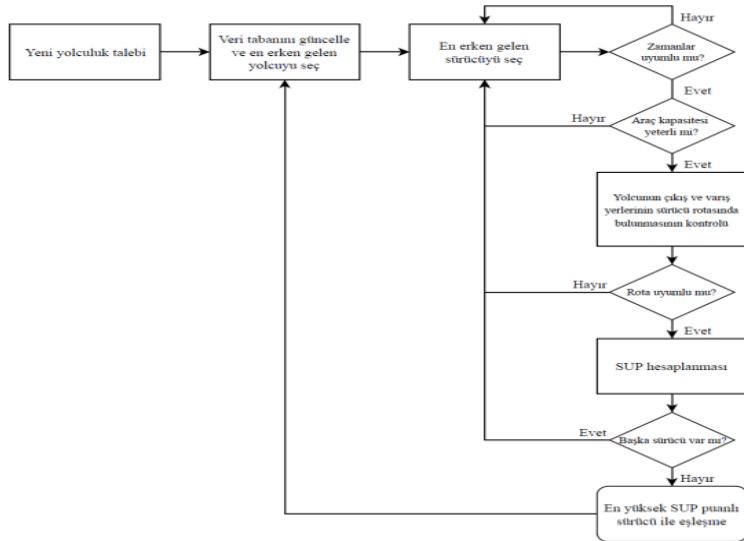 Yeni yolculuk talebi
Veri tabanını güncelle
ve en erken gelen
yolcuyu seç
En erken gelen
sürücüyü seç
Hayır
Zamanlar
uyumlu mu?
Evet
Hayır
Araç kapasitesi
yeterli mi?
Evet
Yolcunun çıkış ve varış
yerlerinin sürücü rotasında
bulunmasının kontrolü
Hayır
Rota uyumlu mu?
Evet
SUP hesaplanması
Evet
Başka sürücü var mı?
Hayır
En yüksek SUP puanlı
sürücü ile eşleşme